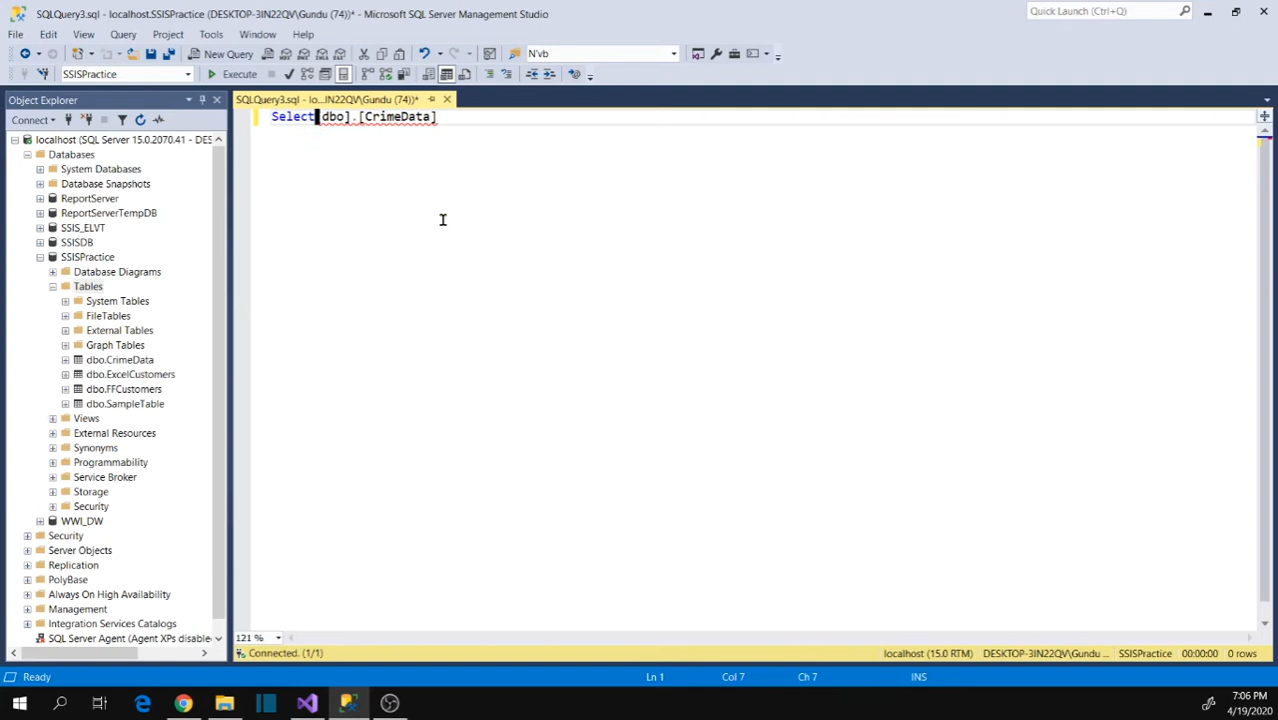 SQLQuery3.sql - localhost.SSISPractice (DESKTOP-3IN22QV\Gundu (74))* - Microsoft SQL Server Management Studio
Quick Launch (Ctrl+Q)
File Edit View Query Project Tools Window Help
New Query
N'vb
SSISPractice
Execute
Object Explorer
SQLQuery3.sql - lo...IN22QV\Gundu (74))*
Connect
Select[dbo].[CrimeData]
localhost (SQL Server 15.0.2070.41 - DES
Databases
System Databases
Database Snapshots
ReportServer
ReportServerTempDB
SSIS_ELVT
SSISDB
SSISPractice
Database Diagrams
Tables
System Tables
FileTables
External Tables
Graph Tables
dbo.CrimeData
dbo.ExcelCustomers
dbo.FFCustomers
dbo.SampleTable
Views
External Resources
Synonyms
Programmability
Service Broker
Storage
Security
WWI_DW
Security
Server Objects
Replication
PolyBase
Always On High Availability
Management
Integration Services Catalogs
SQL Server Agent (Agent XPs disable
121 %
Connected. (1/1)
localhost (15.0 RTM)
DESKTOP-3IN22QV\Gundu ...
SSISPractice
00:00:00
0 rows
Ready
Ln 1
Col 7
Ch 7
INS
7:06 PM
4/19/2020